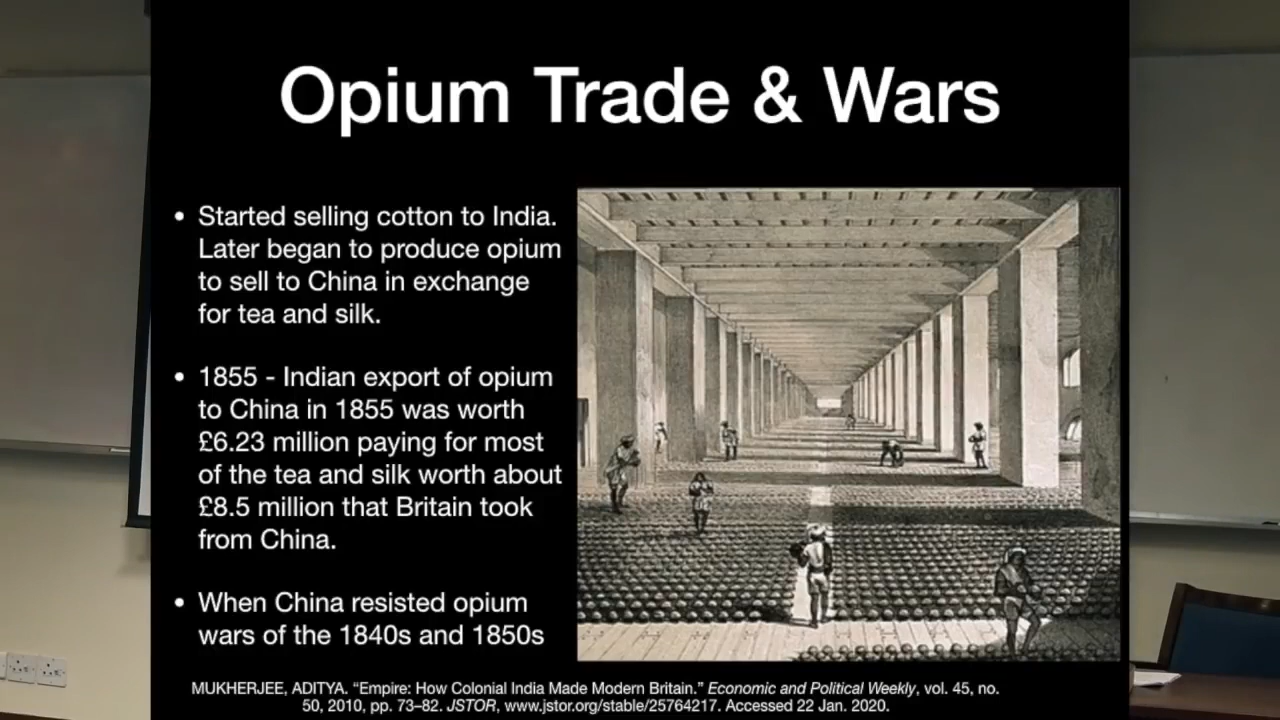 Opium Trade & Wars
• Started selling cotton to India.
Later began to produce opium
to sell to China in exchange
for tea and silk.
• 1855 - Indian export of opium
to China in 1855 was worth
£6.23 million paying for most
of the tea and silk worth about
£8.5 million that Britain took
from China.
• When China resisted opium
wars of the 1840s and 1850s
MUKHERJEE, ADITYA. “Empire: How Colonial India Made Modern Britain.” Economic and Political Weekly, vol. 45, no.
50, 2010, pp. 73–82. JSTOR, www.jstor.org/stable/25764217. Accessed 22 Jan. 2020.